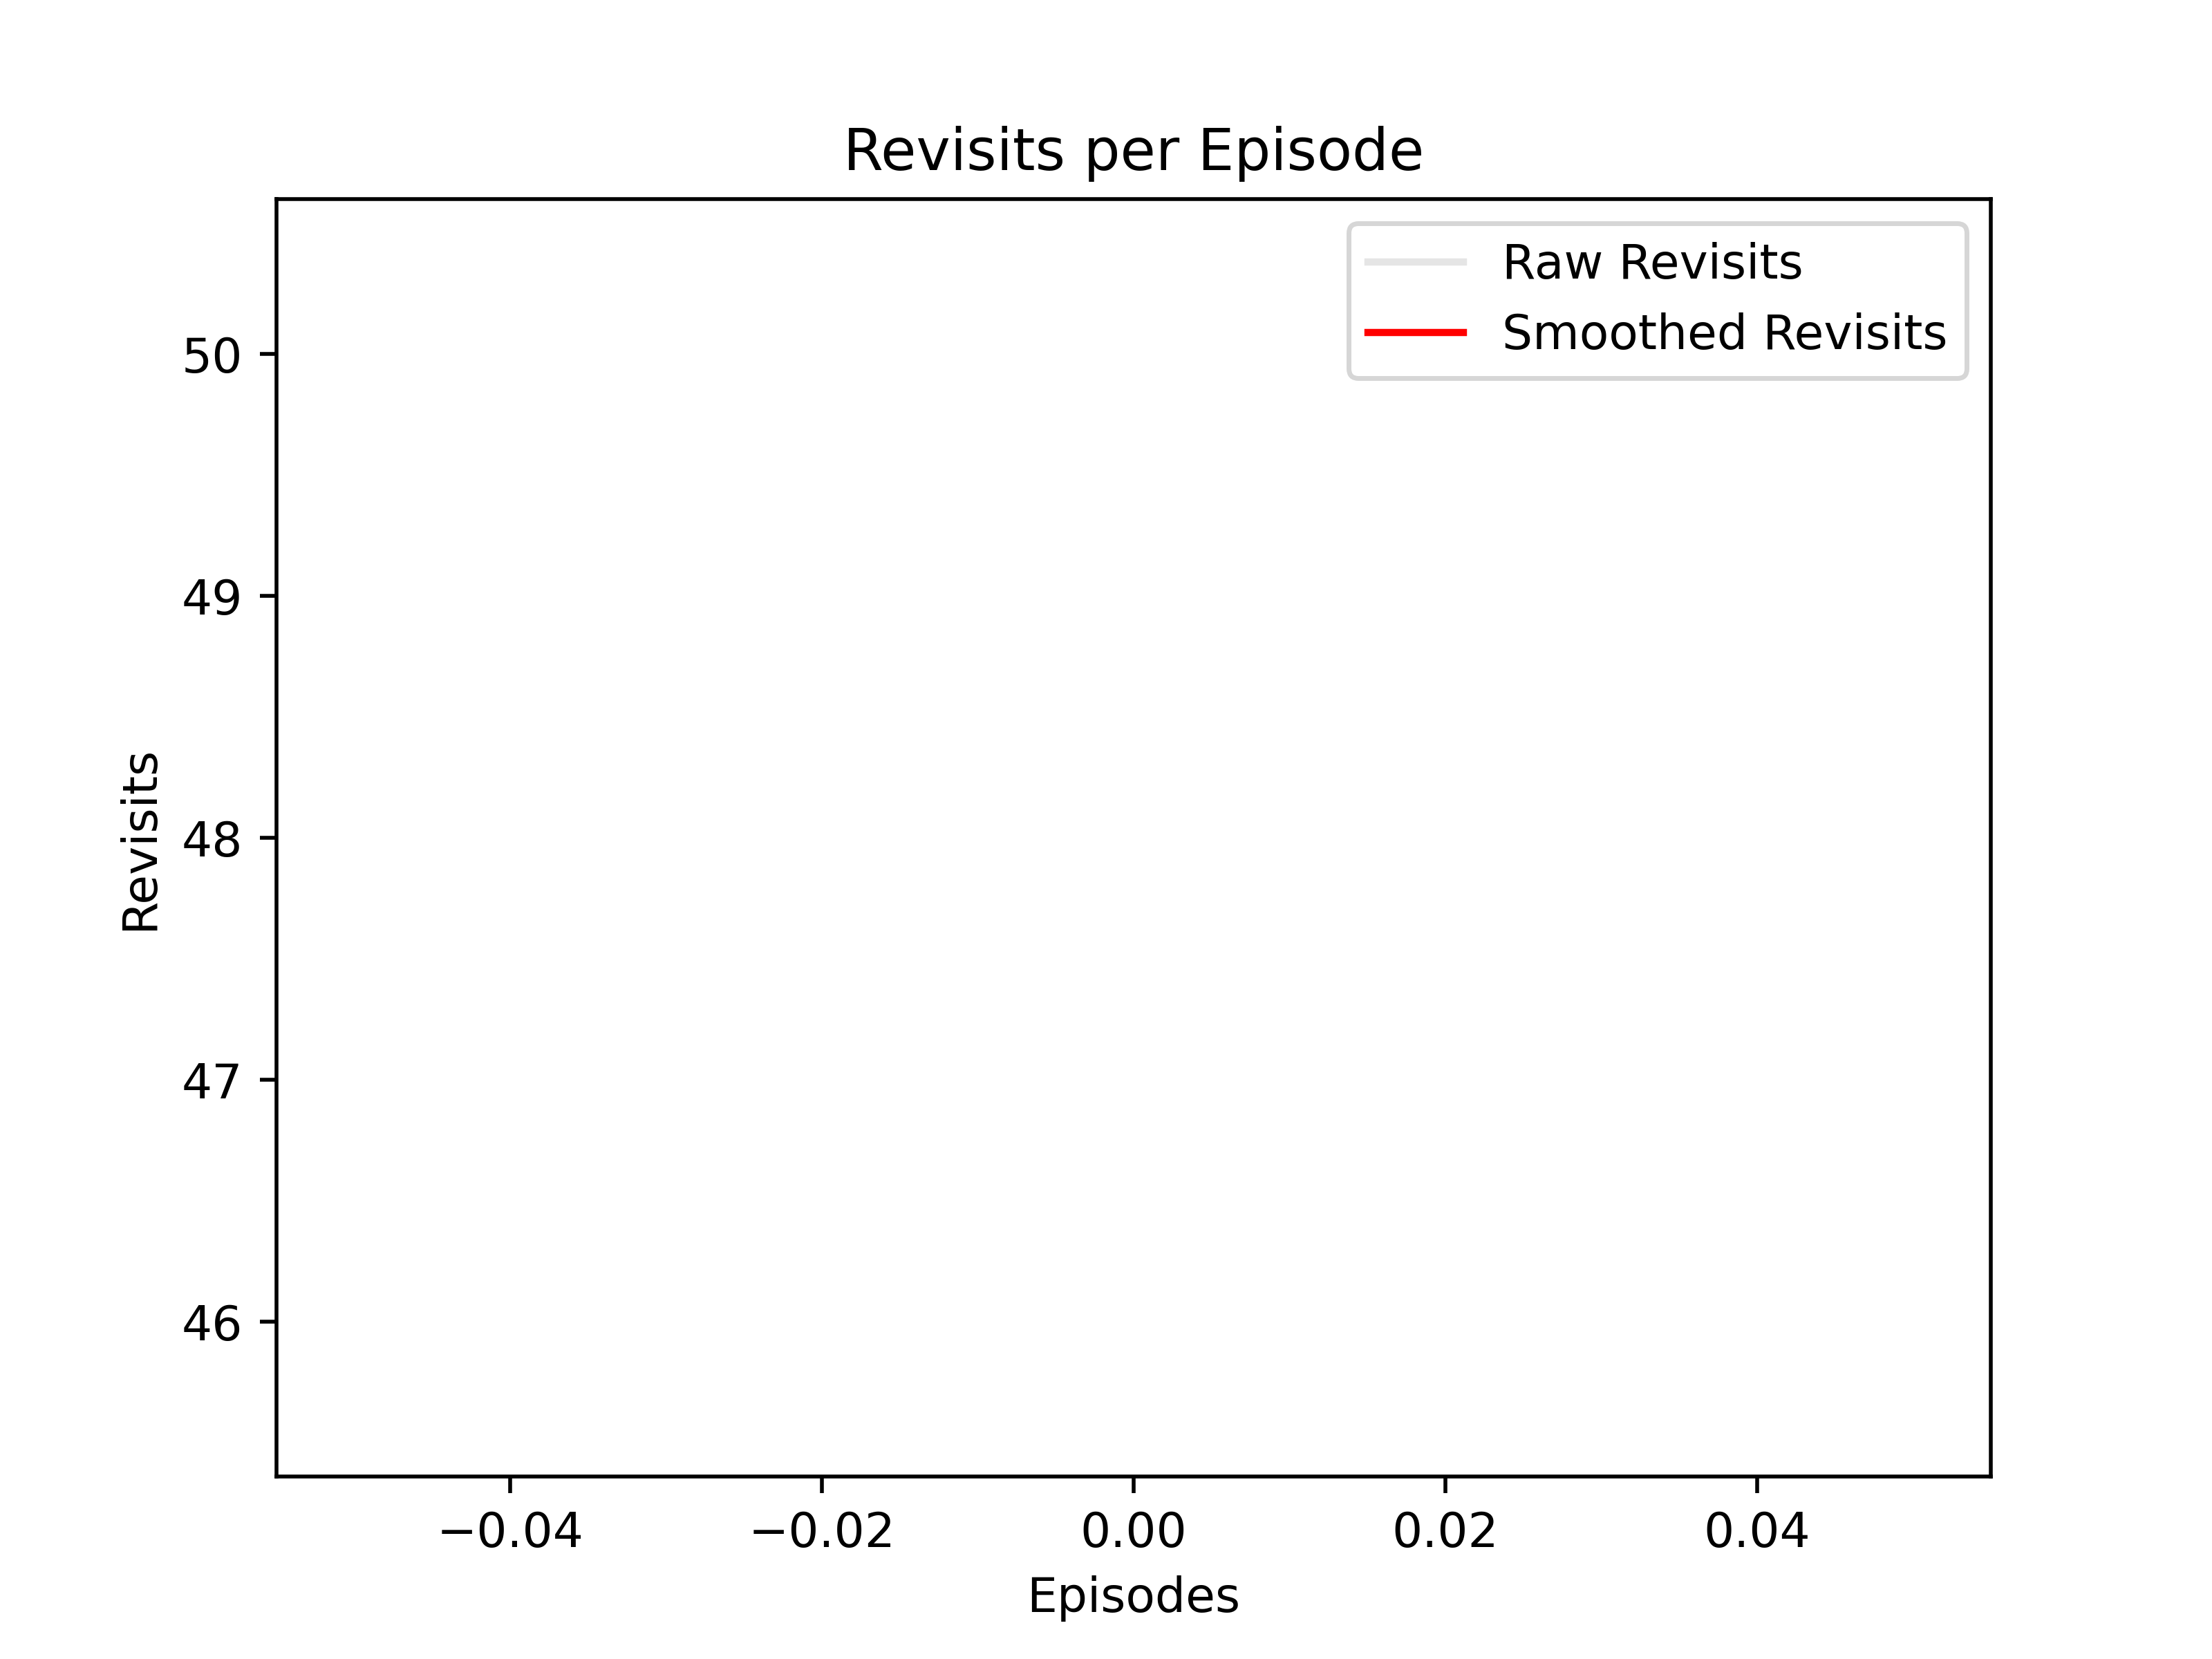 Revisits per Episode
Raw Revisits
Smoothed Revisits
50
49
48
47
46
Revisits
−0.04
−0.02
0.00
0.02
0.04
Episodes